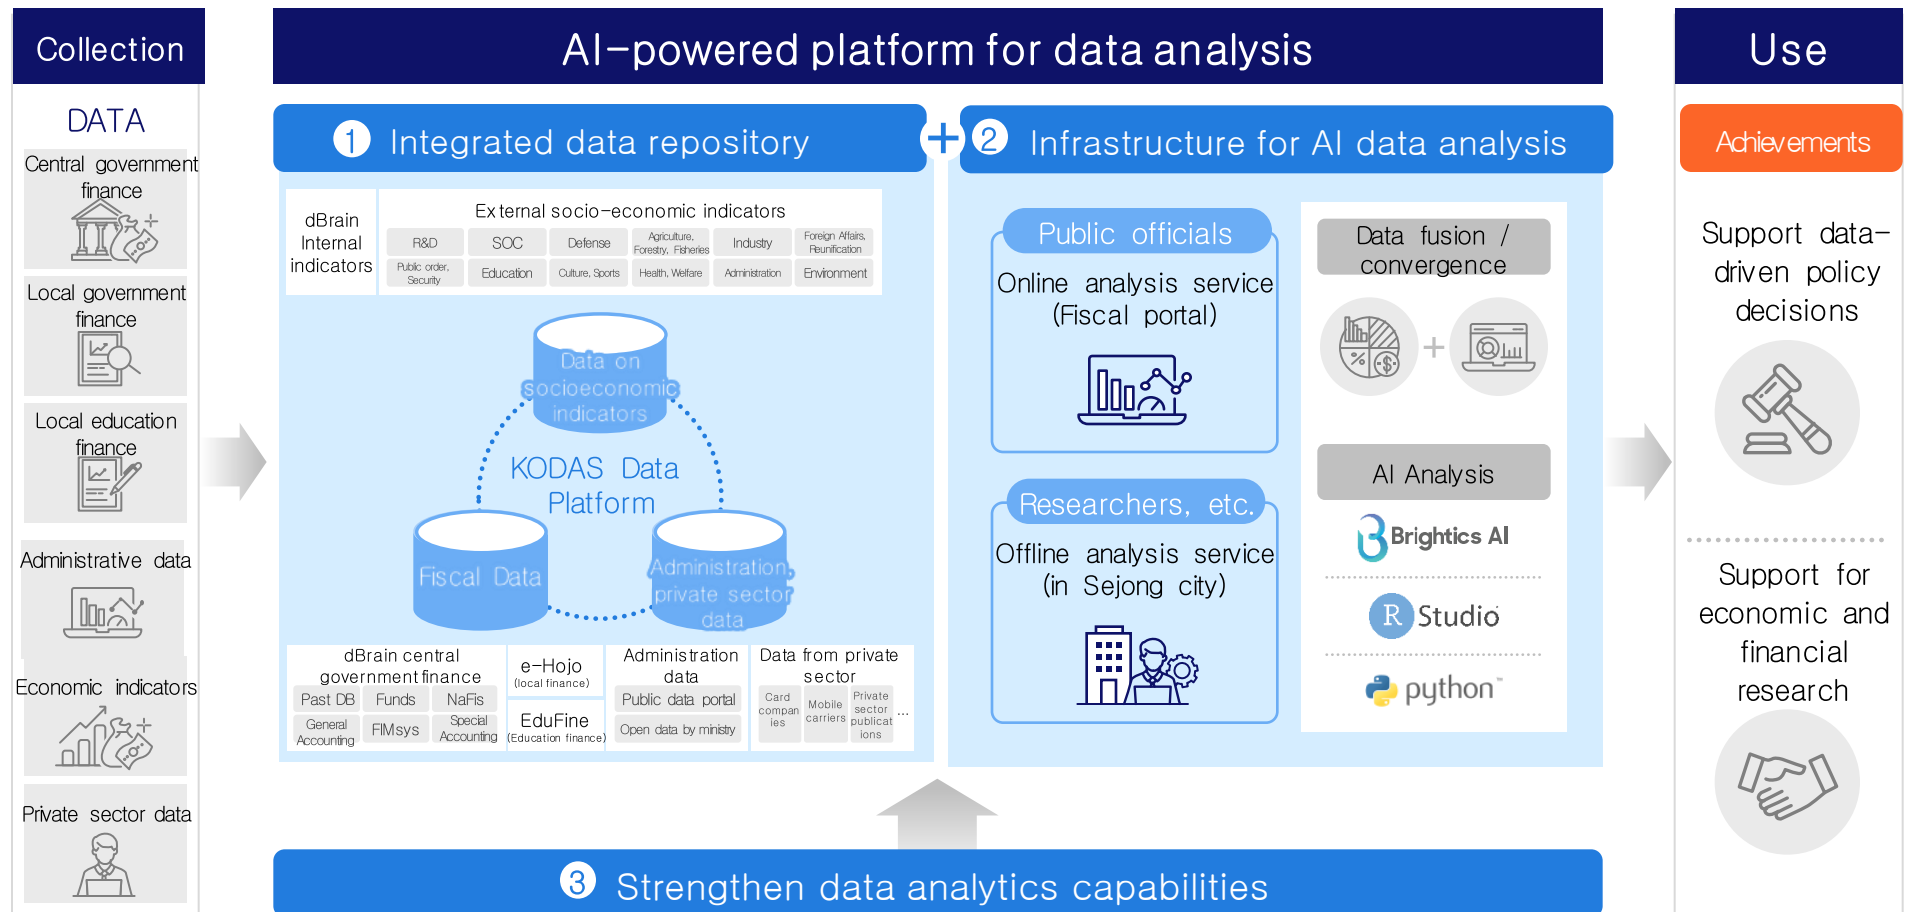 Collection
DATA
Central government
finance
Local government
finance
Local education
finance
Administrative data
Economic indicators
Private sector data
AI-powered platform for data analysis
1 Integrated data repository
dBrain
Internal
indicators
External socio-economic indicators
R&D
SOC
Defense
Agriculture,
Forestry, Fisheries
Industry
Foreign Affairs,
Reunification
Public order,
Security
Education
Culture, Sports
Health, Welfare
Administration
Environment
Data on
socioeconomic
indicators
KODAS Data
Platform
Fiscal Data
Administration,
private sector
data
dBrain central
government finance
Past DB
Funds
NaFis
General
Accounting
FIMsys
Special
Accounting
e-Hojo
(local finance)
EduFine
(Education finance)
Administration
data
Public data portal
Open data by ministry
Data from private
sector
Card
compan
ies
Mobile
carriers
Private
sector
publicat
ions
...
+
2 Infrastructure for AI data analysis
Public officials
Online analysis service
(Fiscal portal)
Researchers, etc.
Offline analysis service
(in Sejong city)
Data fusion /
convergence
% $ +
AI Analysis
Brightics AI
R Studio
python™
3 Strengthen data analytics capabilities
Use
Achievements
Support data-
driven policy
decisions
Support for
economic and
financial
research